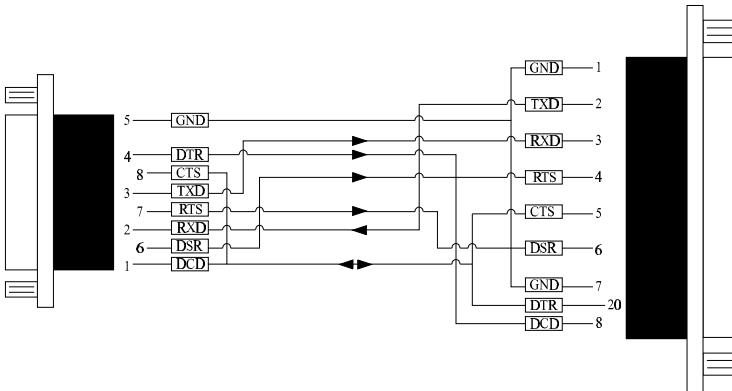 5 GND
4 DTR
8 CTS
3 TXD
7 RTS
2 RXD
6 DSR
1 DCD
GND 1
TXD 2
RXD 3
RTS 4
CTS 5
DSR 6
GND 7
DTR 20
DCD 8